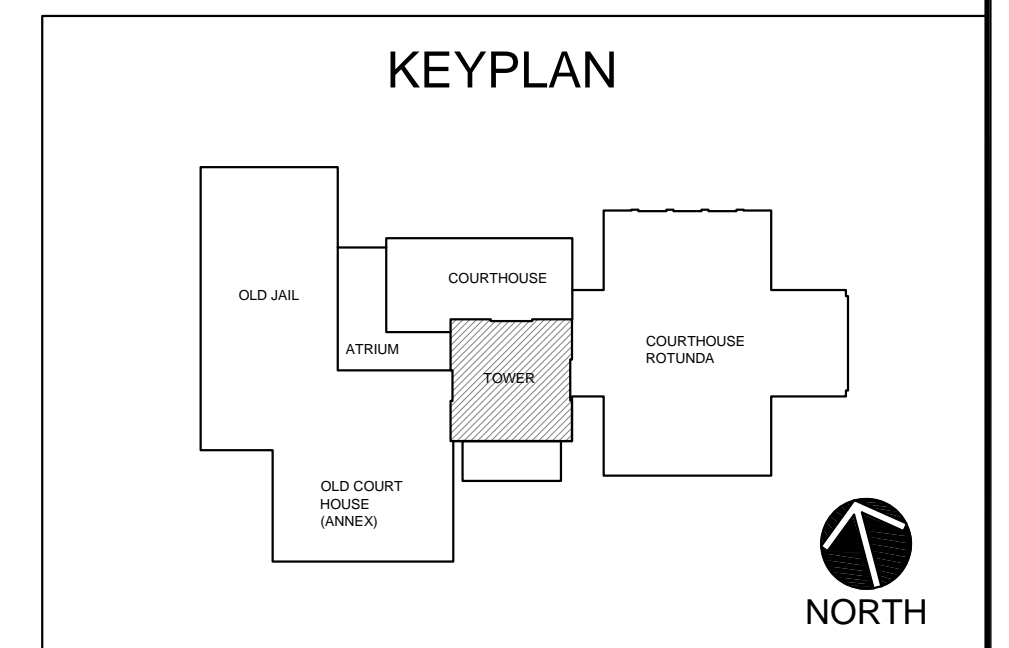 KEYPLAN
OLD JAIL
ATRIUM
COURTHOUSE
TOWER
COURTHOUSE
ROTUNDA
OLD COURT
HOUSE
(ANNEX)
NORTH